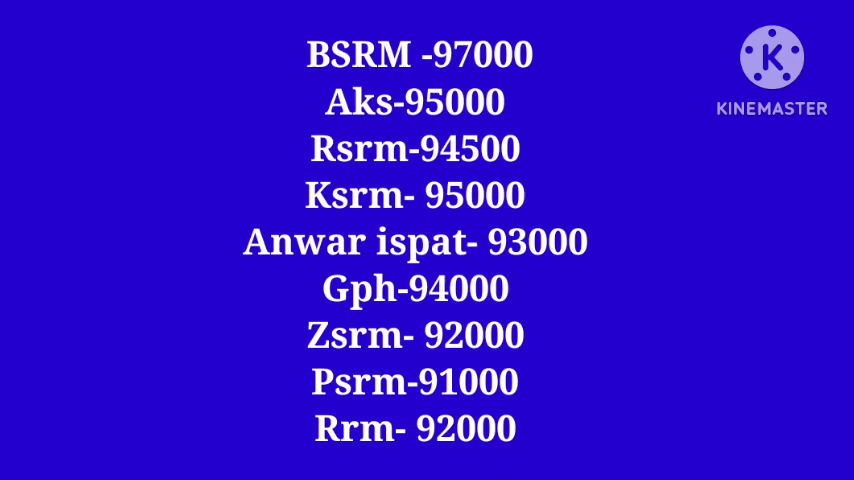 BSRM -97000
Aks-95000
Rsrm-94500
Ksrm- 95000
Anwar ispat- 93000
Gph-94000
Zsrm- 92000
Psrm-91000
Rrm- 92000
K
KINEMASTER